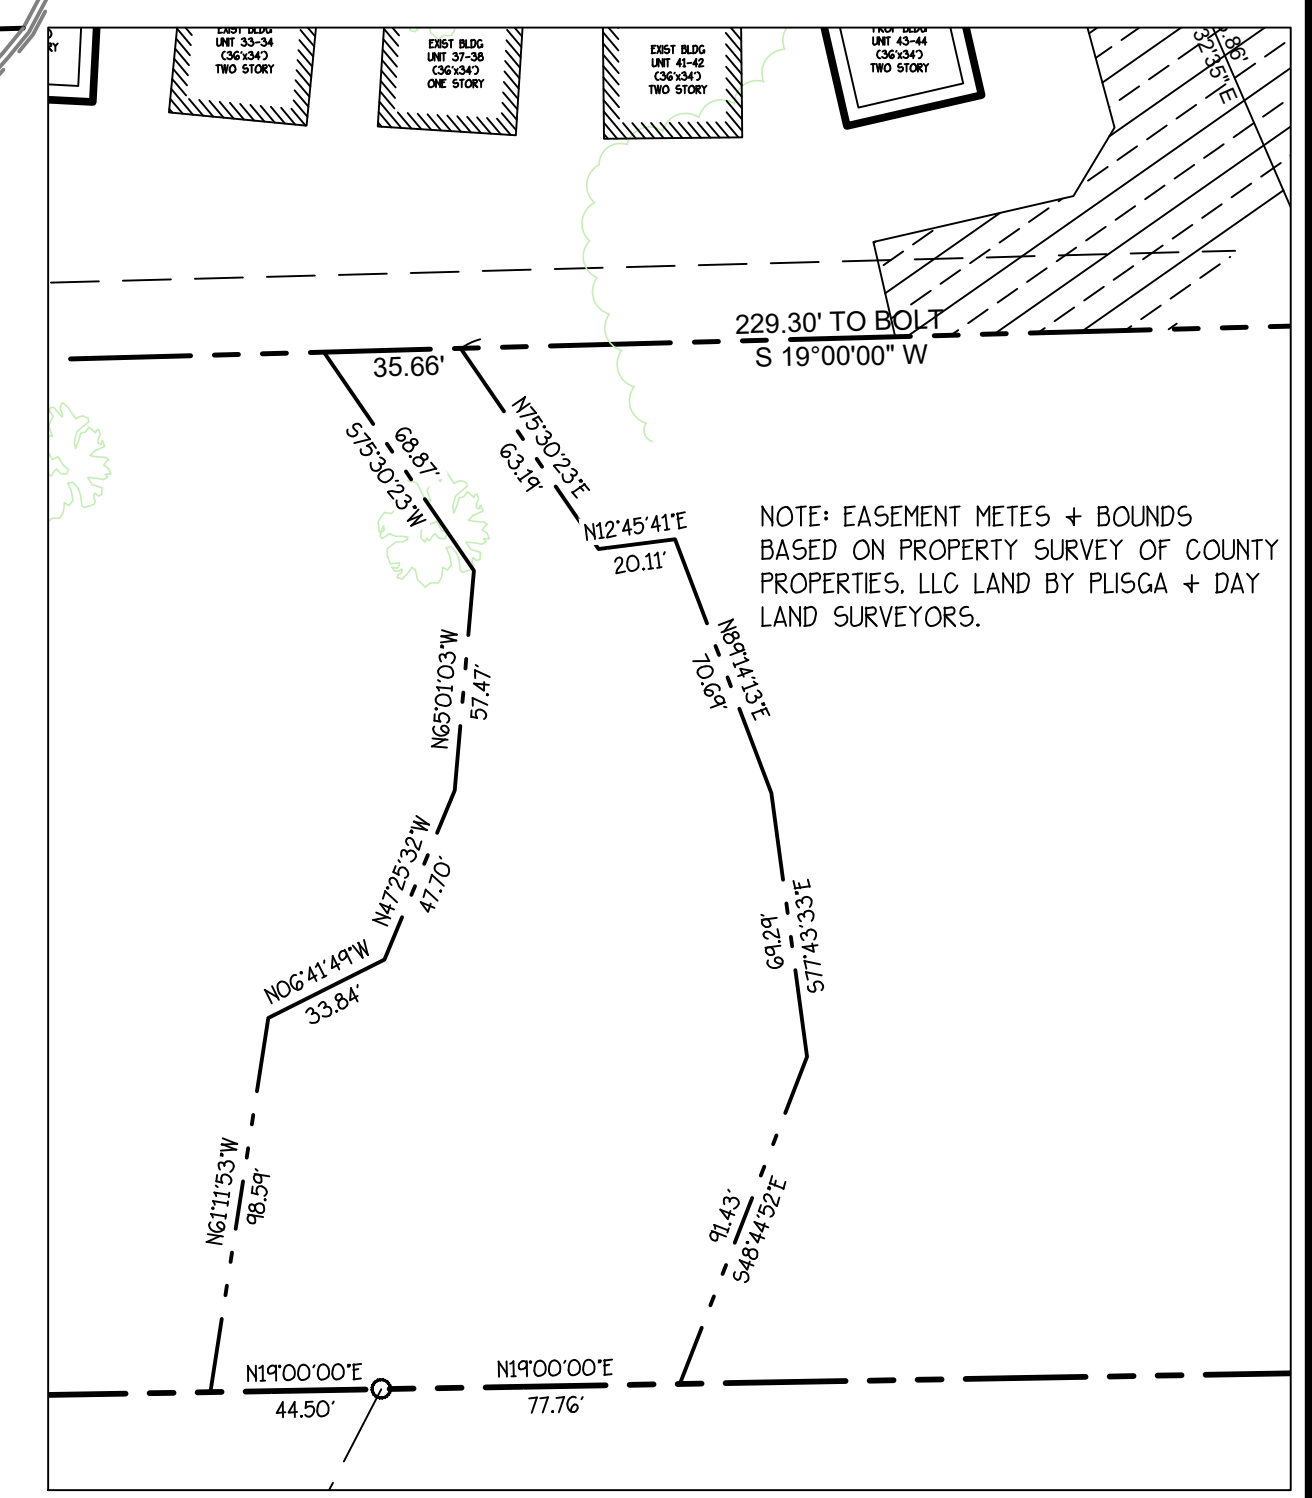 RY
EXIST BLDG
UNIT 33-34
(36'x34')
TWO STORY
EXIST BLDG
UNIT 37-38
(36'x34')
ONE STORY
EXIST BLDG
UNIT 41-42
(36'x34')
TWO STORY
PROP BLDG
UNIT 43-44
(36'x34')
TWO STORY
.86'
32'35" E
229.30' TO BOLT
S 19°00'00" W
35.66'
68.87'
S75°30'23"W
N75°30'23"E
63.19'
N12°45'41"E
20.11'
NOTE: EASEMENT METES + BOUNDS
BASED ON PROPERTY SURVEY OF COUNTY
PROPERTIES, LLC LAND BY PLISGA + DAY
LAND SURVEYORS.
N65°01'03"W
57.47'
N89°14'13"E
70.69'
N47°25'32"W
47.70'
69.29'
S77°43'33"E
N06°41'49"W
33.84'
N61°11'53"W
98.59'
91.43'
S48°44'52"E
N19°00'00"E
44.50'
N19°00'00"E
77.76'